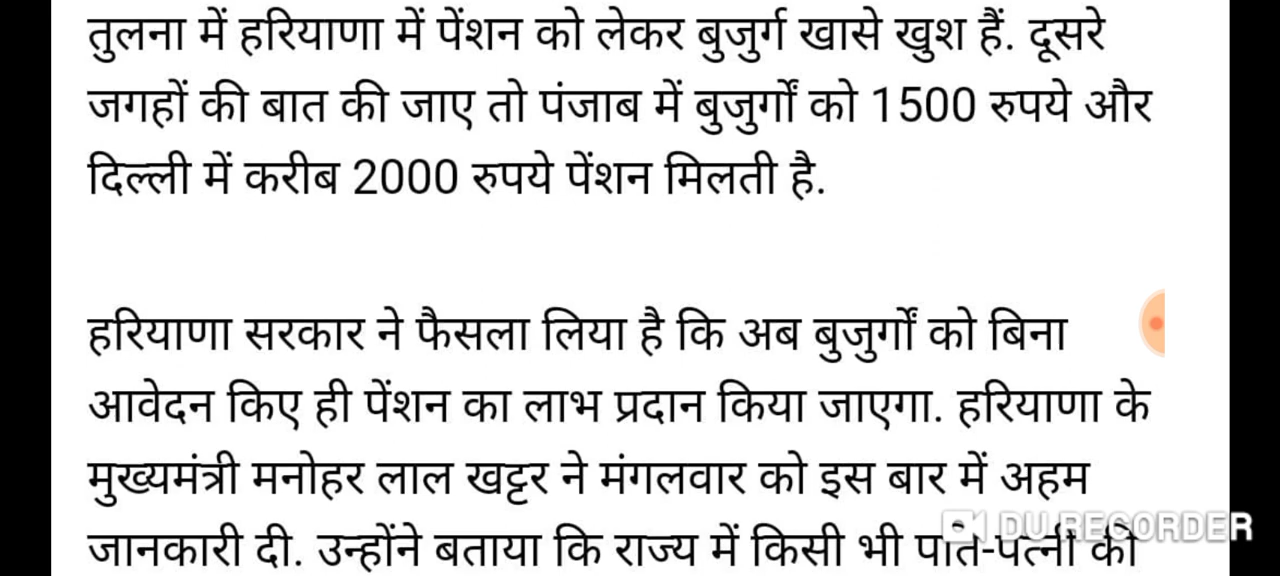 तुलना में हरियाणा में पेंशन को लेकर बुजुर्ग खासे खुश हैं. दूसरे
जगहों की बात की जाए तो पंजाब में बुजुर्गों को 1500 रुपये और
दिल्ली में करीब 2000 रुपये पेंशन मिलती है.
हरियाणा सरकार ने फैसला लिया है कि अब बुजुर्गों को बिना
आवेदन किए ही पेंशन का लाभ प्रदान किया जाएगा. हरियाणा के
मुख्यमंत्री मनोहर लाल खट्टर ने मंगलवार को इस बार में अहम
जानकारी दी. उन्होंने बताया कि राज्य में किसी भी पति-पत्नी की
DU RECORDER